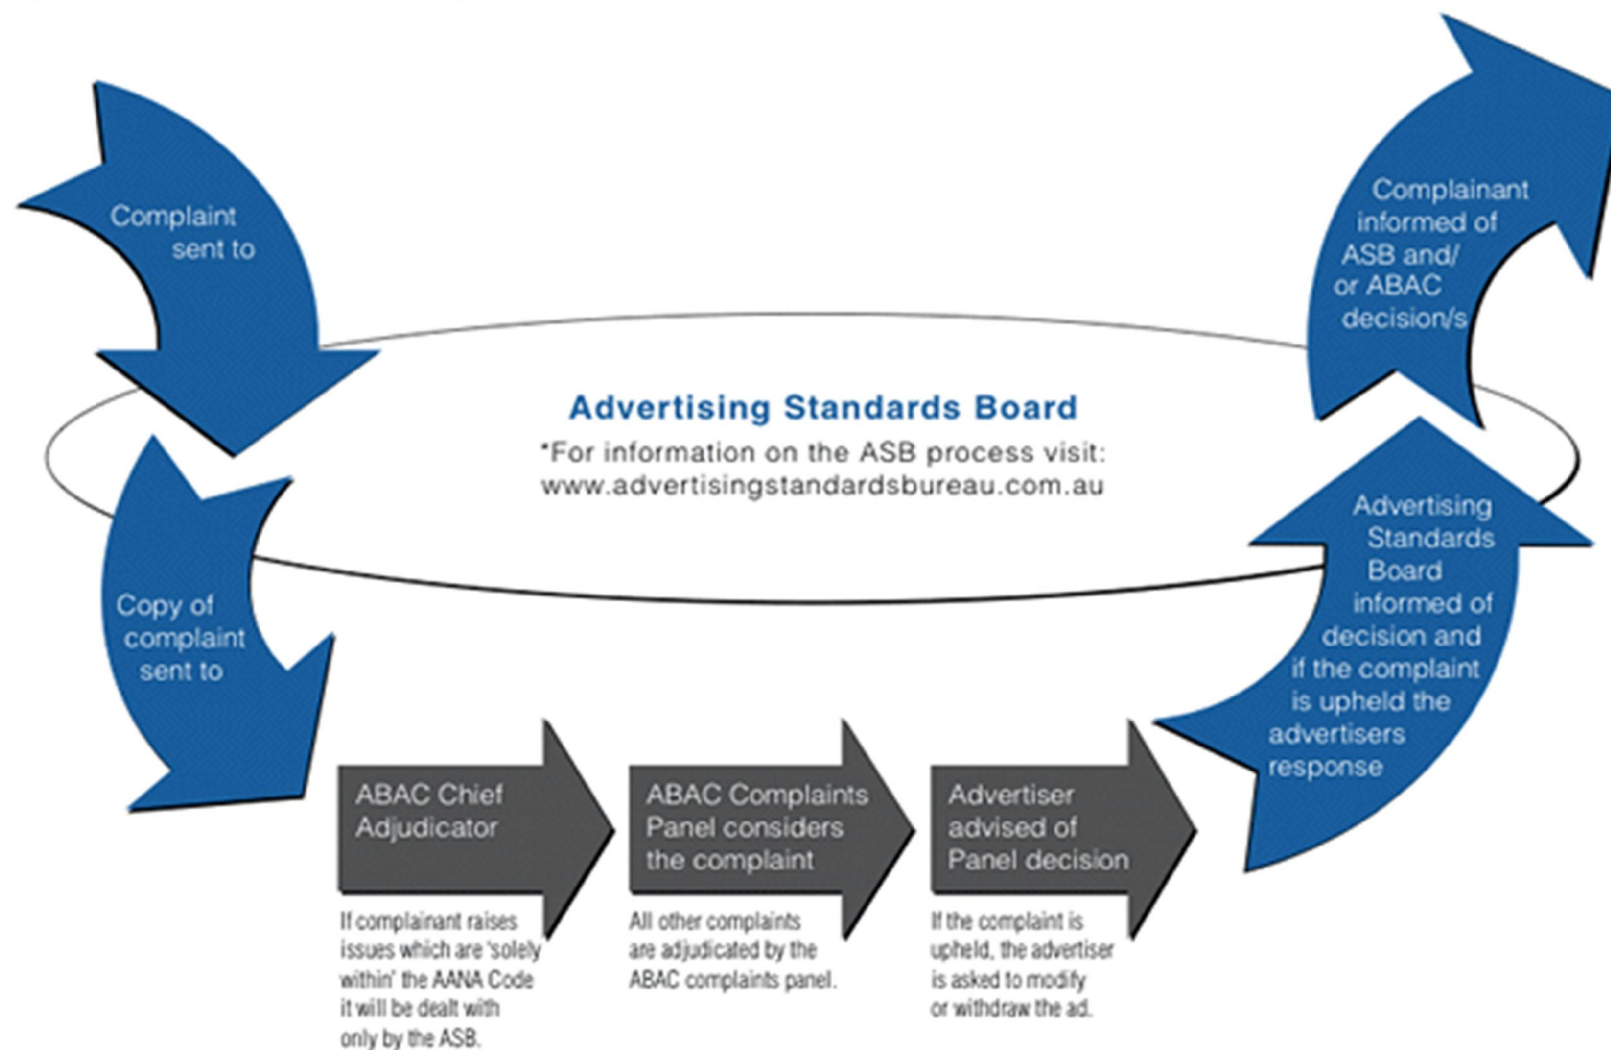 Complaint
sent to
Complainant
informed of
ASB and/
or ABAC
decision/s
Advertising Standards Board
*For information on the ASB process visit:
www.advertisingstandardsbureau.com.au
Copy of
complaint
sent to
Advertising
Standards
Board
informed of
decision and
if the complaint
is upheld the
advertisers
response
ABAC Chief
Adjudicator
If complainant raises
issues which are 'solely
within' the AANA Code
it will be dealt with
only by the ASB.
ABAC Complaints
Panel considers
the complaint
All other complaints
are adjudicated by the
ABAC complaints panel.
Advertiser
advised of
Panel decision
If the complaint is
upheld, the advertiser
is asked to modify
or withdraw the ad.